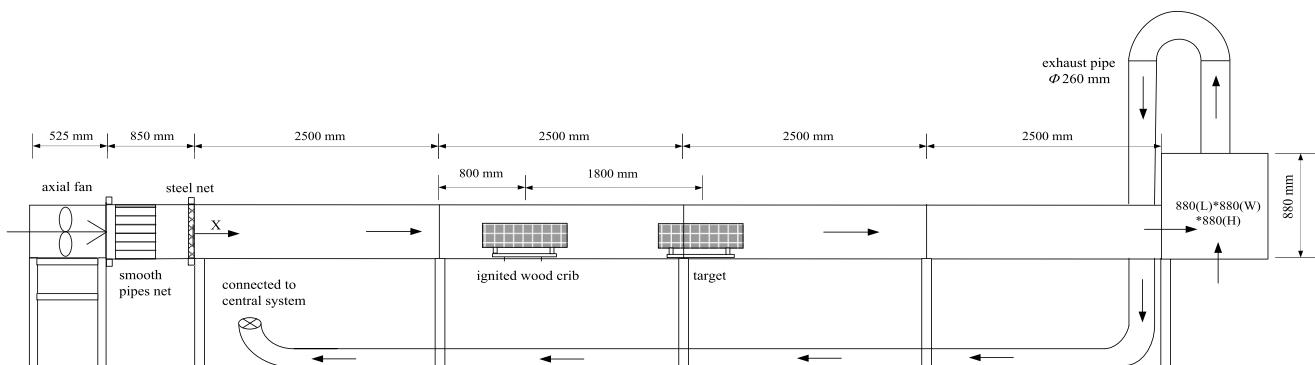 exhaust pipe
Φ 260 mm
525 mm
850 mm
2500 mm
2500 mm
2500 mm
2500 mm
axial fan
steel net
800 mm
1800 mm
880 mm
X
880(L)*880(W)
*880(H)
smooth
pipes net
ignited wood crib
target
connected to
central system